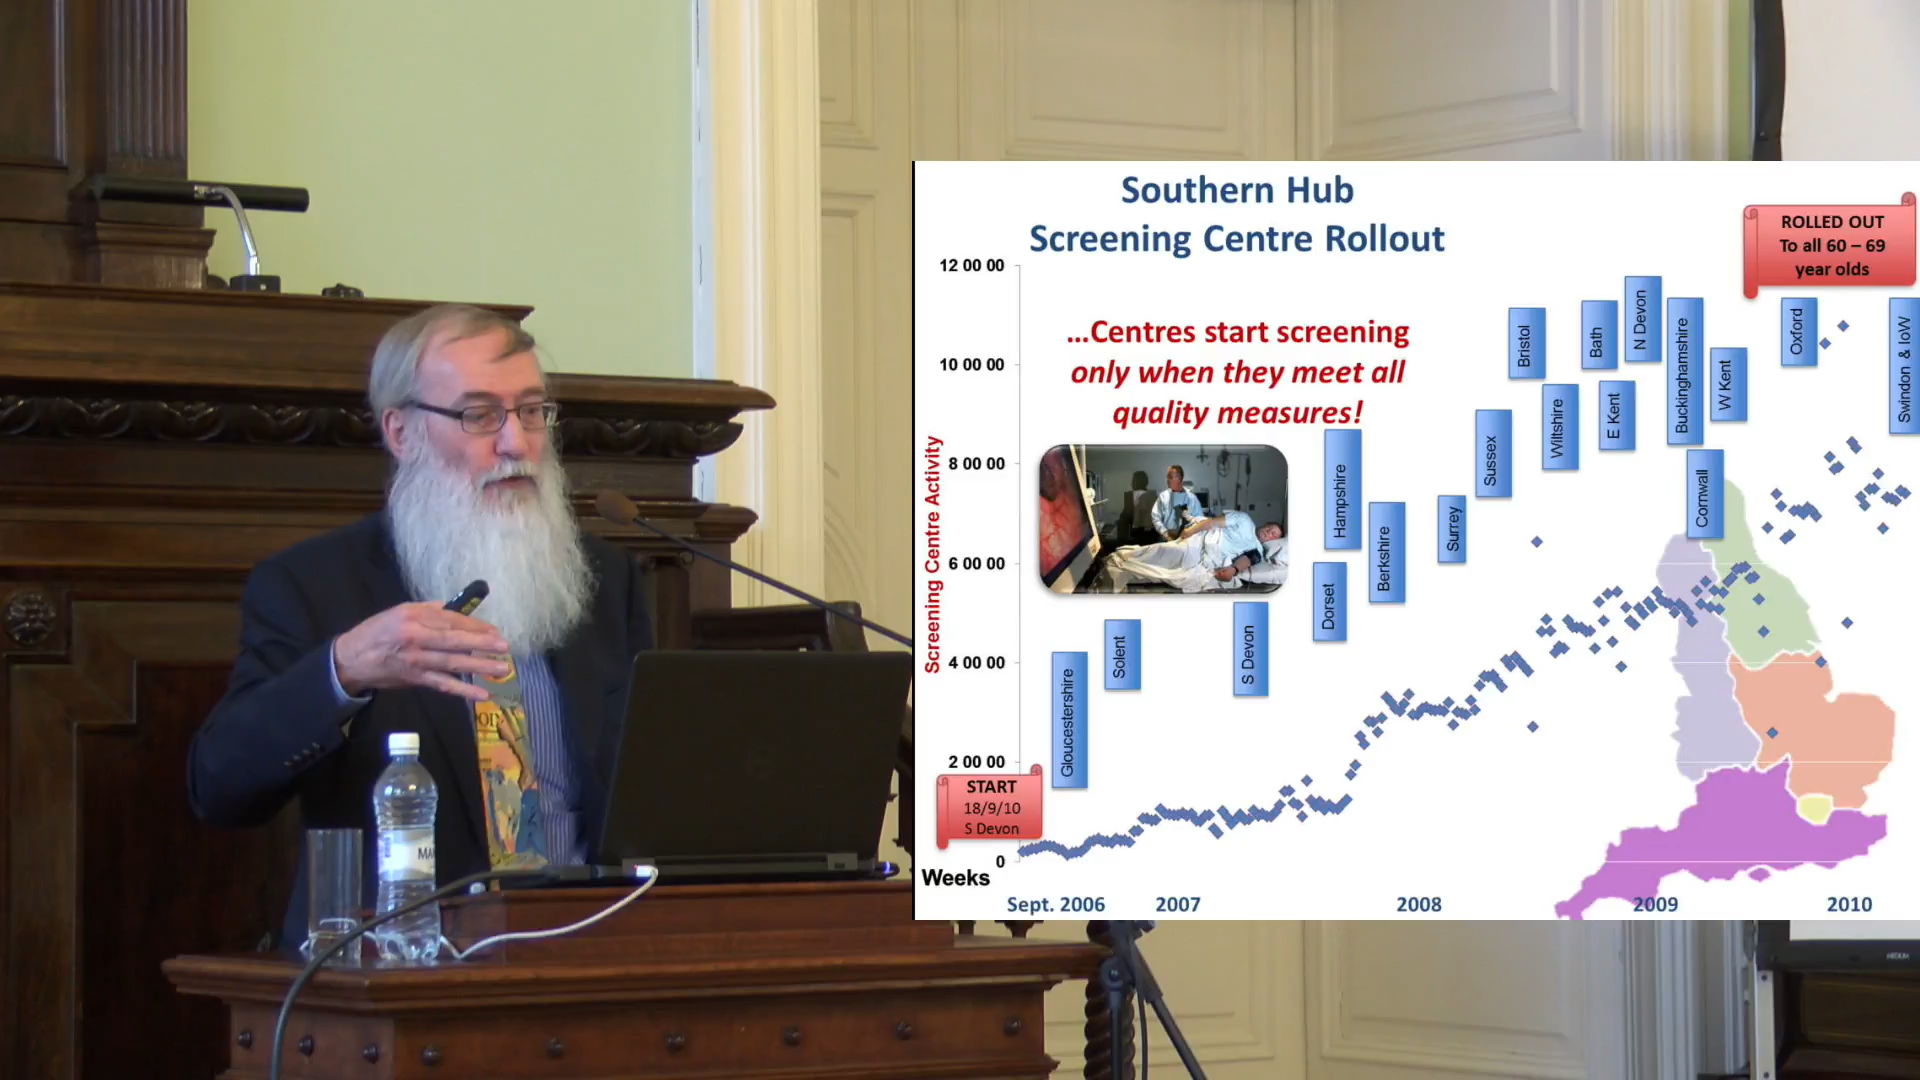 Southern Hub
Screening Centre Rollout
ROLLED OUT
To all 60 – 69
year olds
...Centres start screening
only when they meet all
quality measures!
Screening Centre Activity
12 00 00
10 00 00
8 00 00
6 00 00
4 00 00
2 00 00
0
START
18/9/10
S Devon
Gloucestershire
Solent
S Devon
Dorset
Hampshire
Berkshire
Surrey
Sussex
Bristol
Wiltshire
Bath
E Kent
N Devon
Buckinghamshire
Cornwall
W Kent
Oxford
Swindon & IoW
Weeks
Sept. 2006
2007
2008
2009
2010